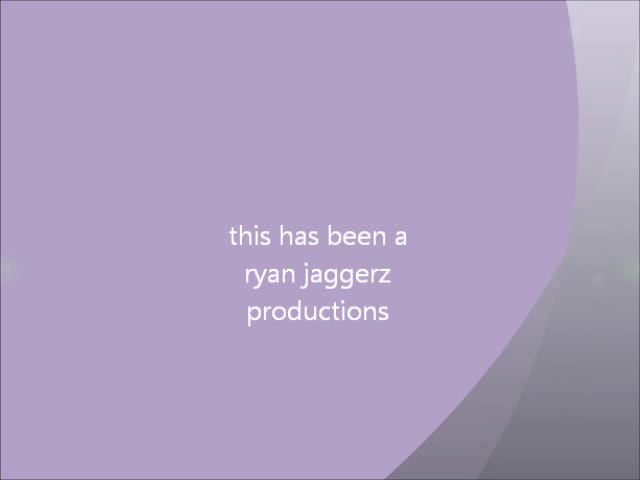 this has been a
ryan jaggerz
productions